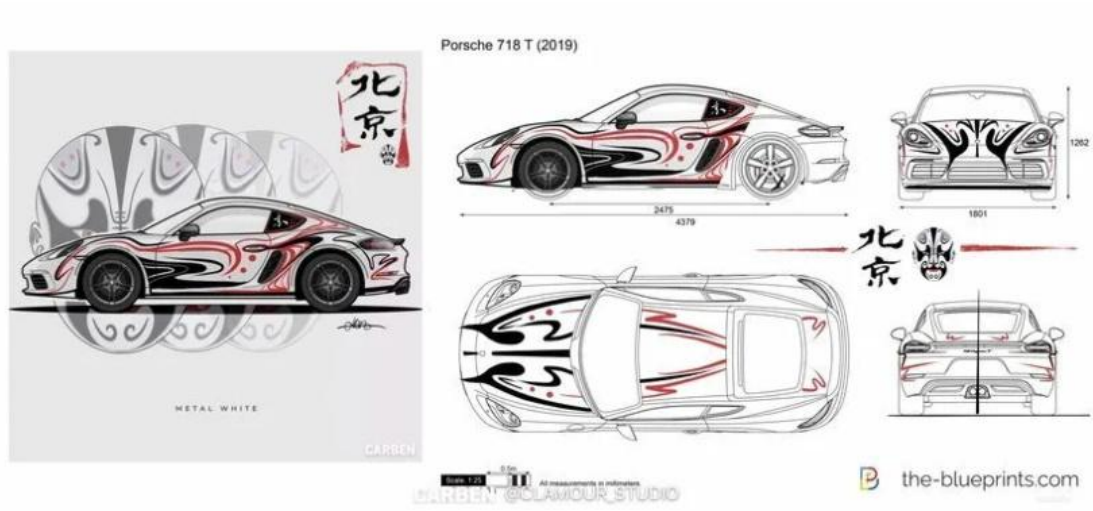 北
京
METAL WHITE
CARBEN
Porsche 718 T (2019)
2475
4379
1262
1801
北
京
0.5m
Scale: 1:25
All measurements in millimeters
CARBEN @GLAMOUR_STUDIO
the-blueprints.com